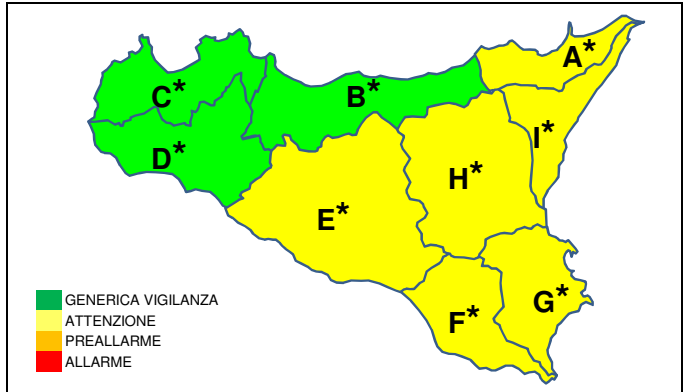 A*
C*
B*
I*
D*
H*
E*
G*
F*
GENERICA VIGILANZA
ATTENZIONE
PREALLARME
ALLARME